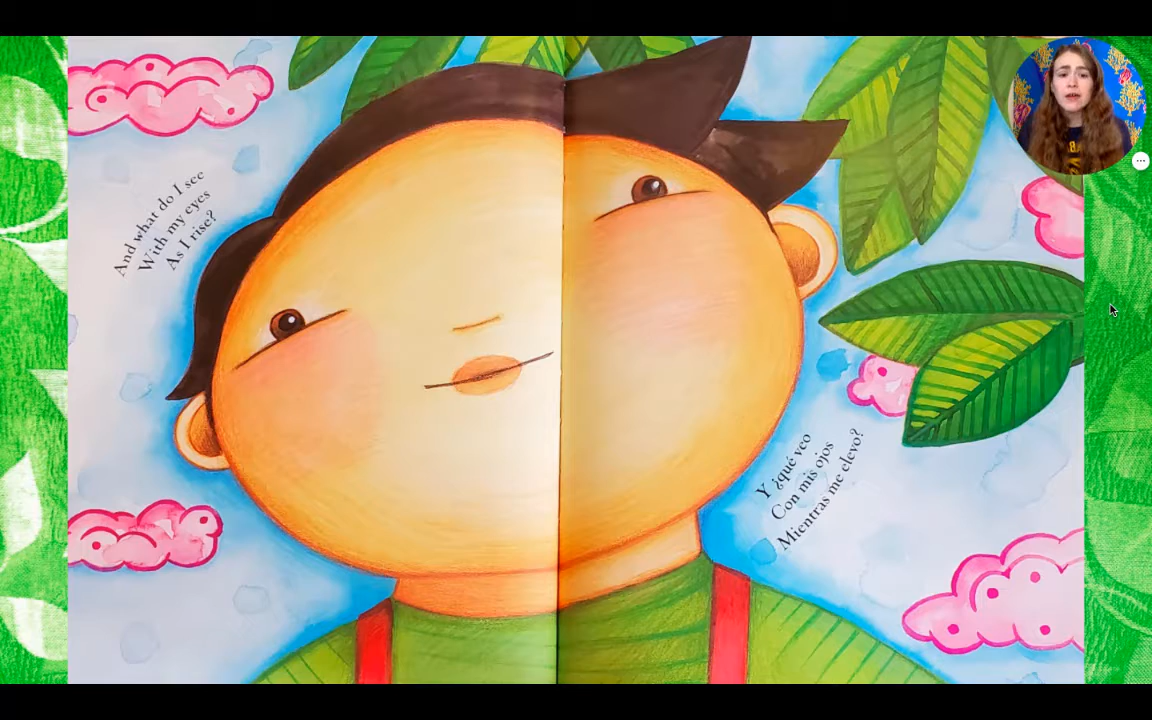 And what do I see
With my eyes
As I rise?
Y ¿qué veo
Con mis ojos
Mientras me elevo?